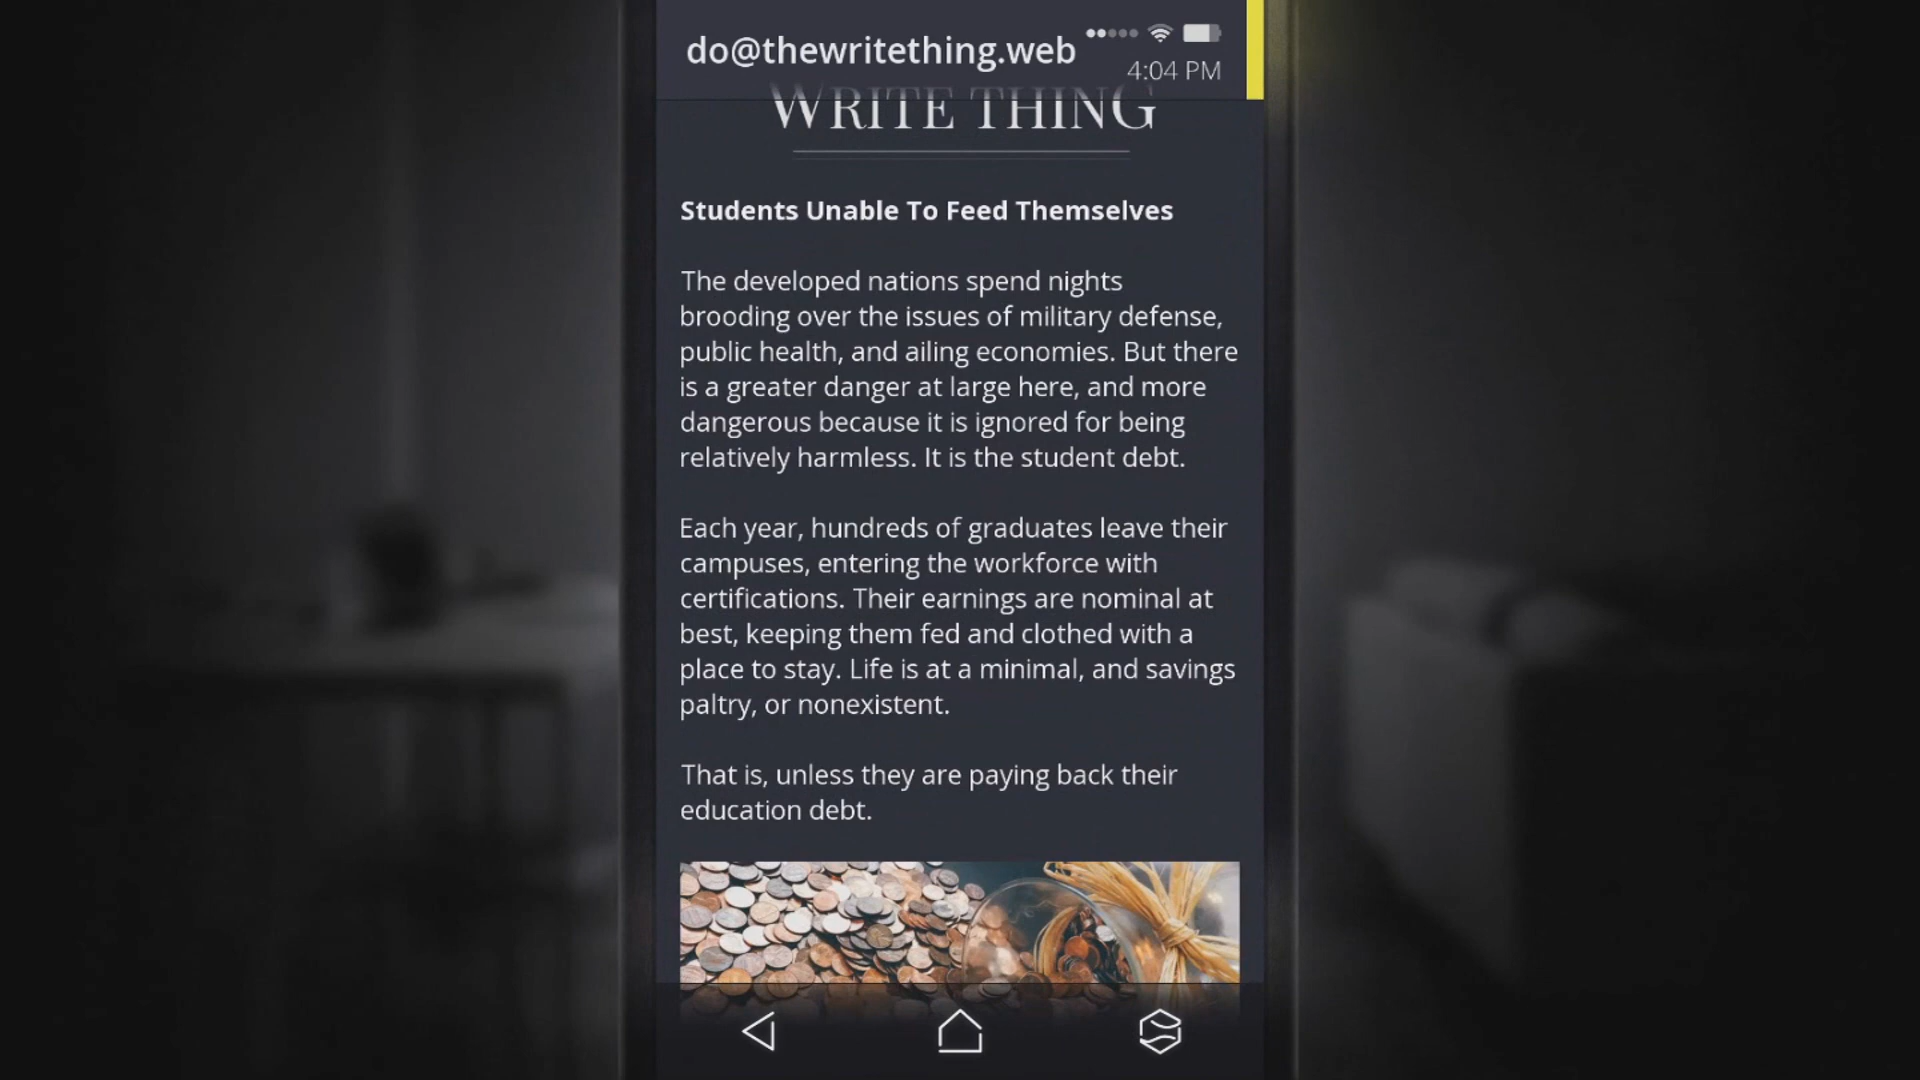 do@thewritething.web
4:04 PM
WRITE THING
Students Unable To Feed Themselves
The developed nations spend nights
brooding over the issues of military defense,
public health, and ailing economies. But there
is a greater danger at large here, and more
dangerous because it is ignored for being
relatively harmless. It is the student debt.
Each year, hundreds of graduates leave their
campuses, entering the workforce with
certifications. Their earnings are nominal at
best, keeping them fed and clothed with a
place to stay. Life is at a minimal, and savings
paltry, or nonexistent.
That is, unless they are paying back their
education debt.